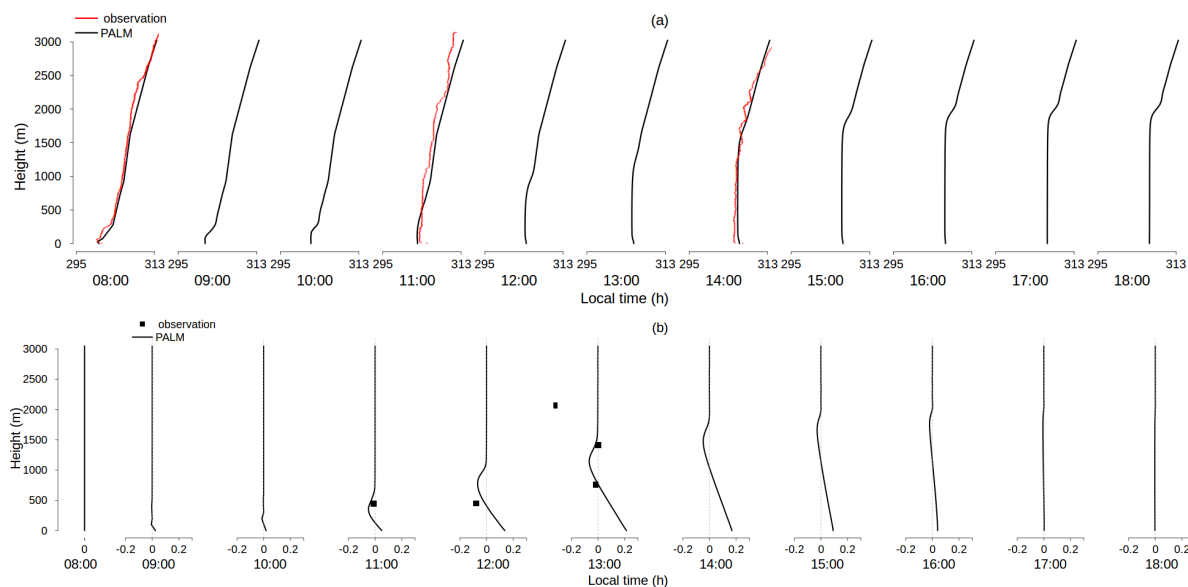 observation
(a)
PALM
3000
2500
2000
1500
1000
500
0
Height (m)
295 313 295 313 295 313 295 313 295 313 295 313 295 313 295 313 295 313 295 313 295 313
08:00 09:00 10:00 11:00 12:00 13:00 14:00 15:00 16:00 17:00 18:00
Local time (h)
observation
(b)
PALM
3000
2500
2000
1500
1000
500
0
Height (m)
0 -0.2 0 0.2 -0.2 0 0.2 -0.2 0 0.2 -0.2 0 0.2 -0.2 0 0.2 -0.2 0 0.2 -0.2 0 0.2 -0.2 0 0.2 -0.2 0 0.2 -0.2 0 0.2
08:00 09:00 10:00 11:00 12:00 13:00 14:00 15:00 16:00 17:00 18:00
Local time (h)